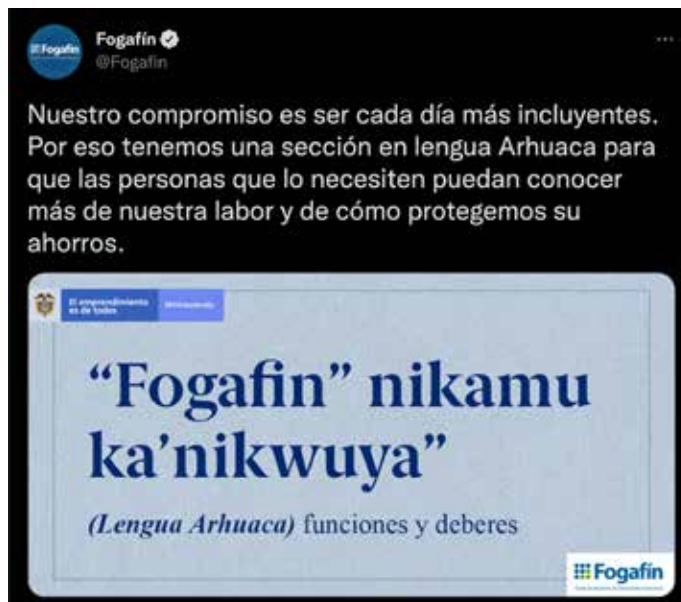 Fogafín
Fogafín
@Fogafin
Nuestro compromiso es ser cada día más incluyentes.
Por eso tenemos una sección en lengua Arhuaca para
que las personas que lo necesiten puedan conocer
más de nuestra labor y de cómo protegemos su
ahorros.
El emprendimiento
es de todos
Minhacienda
“Fogafin” nikamu
ka’nikwuya”
(Lengua Arhuaca) funciones y deberes
Fogafín